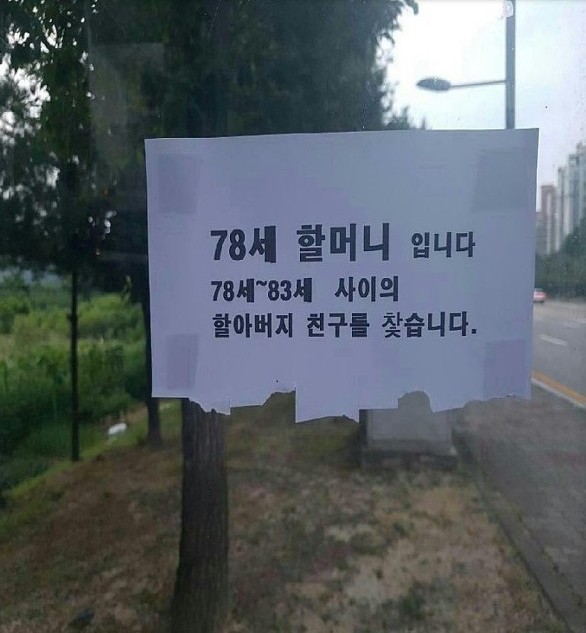 78세 할머니 입니다
78세~83세 사이의
할아버지 친구를 찾습니다.